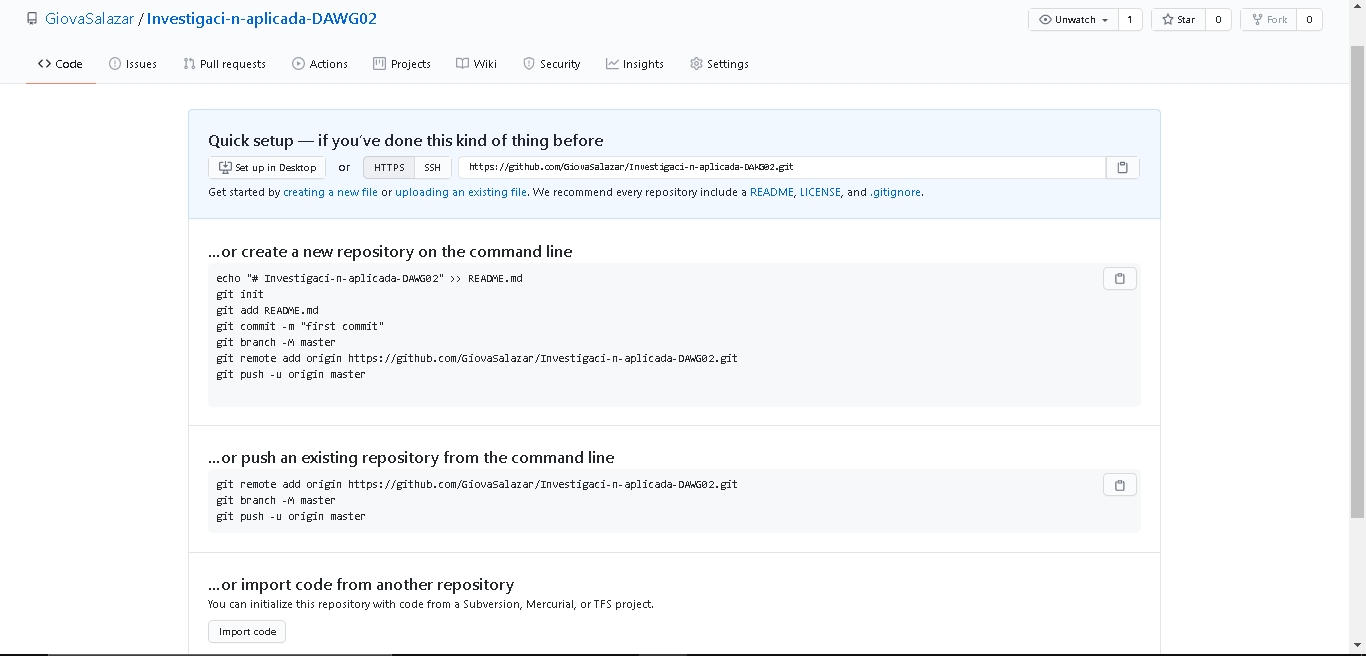 GiovaSalazar / Investigaci-n-aplicada-DAWG02
Unwatch 1 Star 0 Fork 0
Code Issues Pull requests Actions Projects Wiki Security Insights Settings
Quick setup — if you've done this kind of thing before
Set up in Desktop or HTTPS SSH https://github.com/GiovaSalazar/Investigaci-n-aplicada-DAWG02.git
Get started by creating a new file or uploading an existing file. We recommend every repository include a README, LICENSE, and .gitignore.
...or create a new repository on the command line
echo "# Investigaci-n-aplicada-DAWG02" >> README.md
git init
git add README.md
git commit -m "first commit"
git branch -M master
git remote add origin https://github.com/GiovaSalazar/Investigaci-n-aplicada-DAWG02.git
git push -u origin master
...or push an existing repository from the command line
git remote add origin https://github.com/GiovaSalazar/Investigaci-n-aplicada-DAWG02.git
git branch -M master
git push -u origin master
...or import code from another repository
You can initialize this repository with code from a Subversion, Mercurial, or TFS project.
Import code